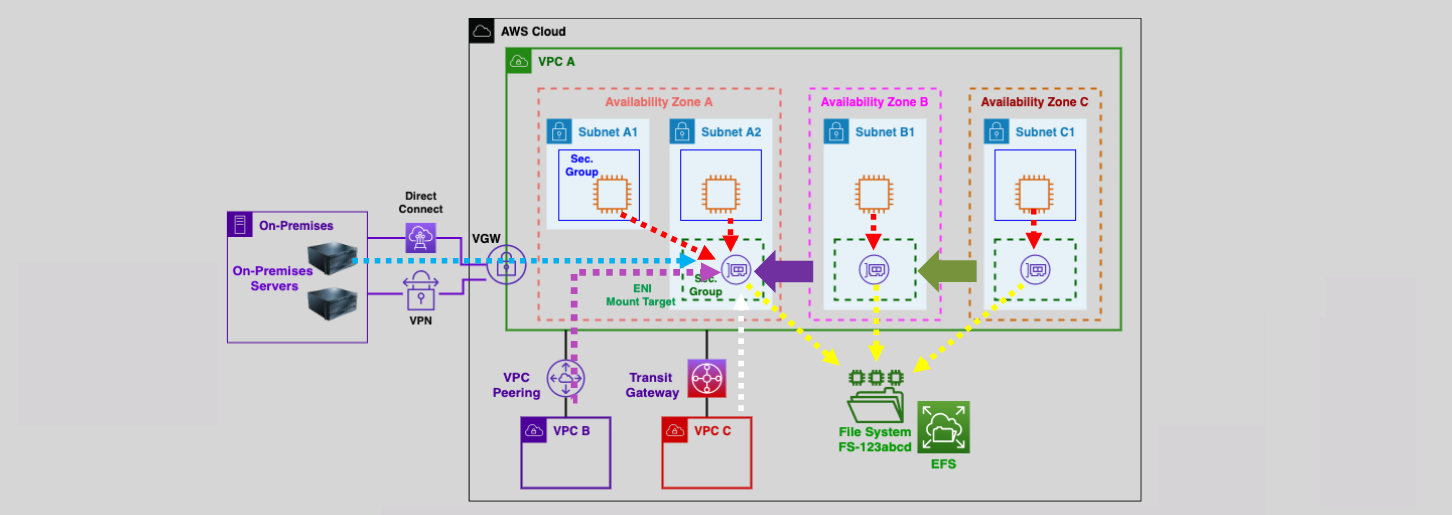 AWS Cloud
VPC A
Availability Zone A
Availability Zone B
Availability Zone C
Subnet A1
Subnet A2
Subnet B1
Subnet C1
Sec.
Group
Direct
Connect
On-Premises
VGW
On-Premises
Servers
VPN
ENI
Mount Target
Sec.
Group
VPC
Peering
Transit
Gateway
VPC B
VPC C
File System
FS-123abcd
EFS